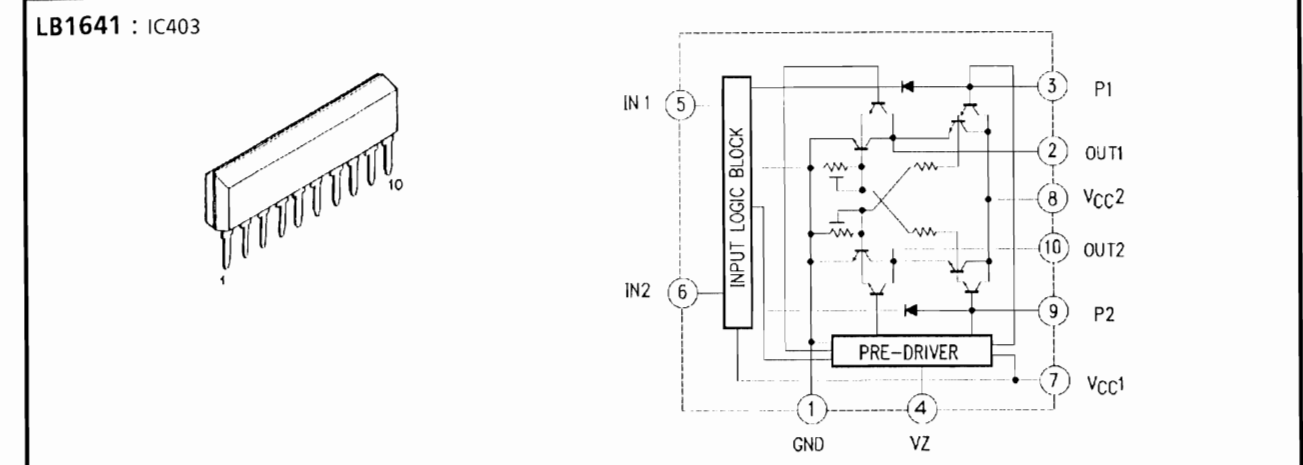 LB1641 : IC403
10
1
IN 1 5
IN2 6
INPUT LOGIC BLOCK
PRE-DRIVER
3 P1
2 OUT1
8 VCC2
10 OUT2
9 P2
7 VCC1
1 4
GND VZ